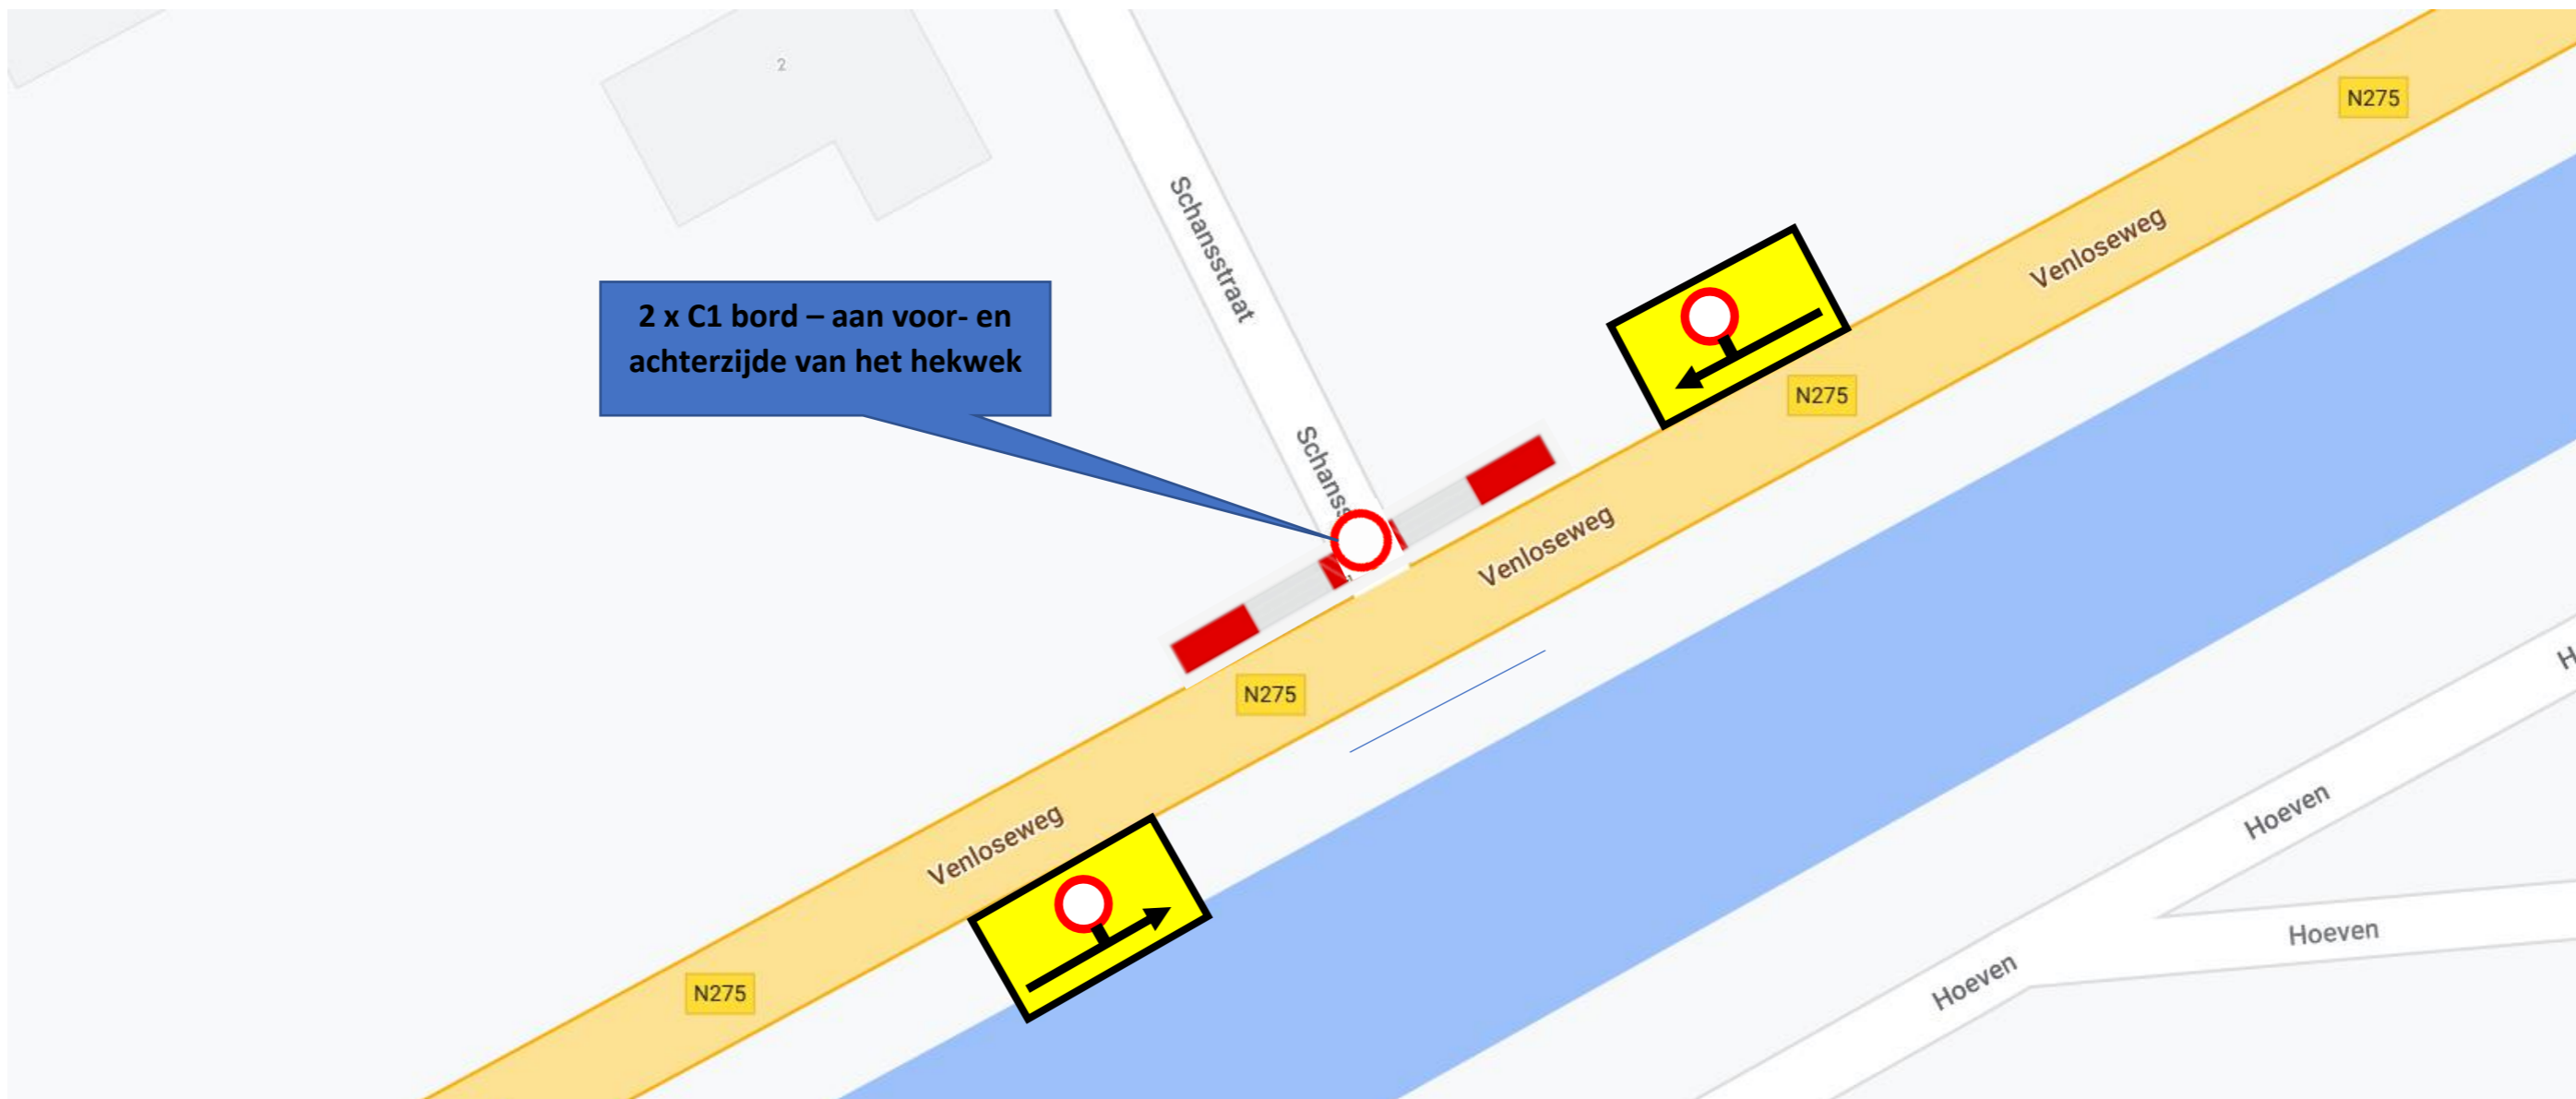 2
N275
Schansstraat
Venloseweg
2 x C1 bord – aan voor- en
achterzijde van het hekwek
N275
Schanss
Venloseweg
N275
H
Hoeven
Venloseweg
Hoeven
Hoeven
N275